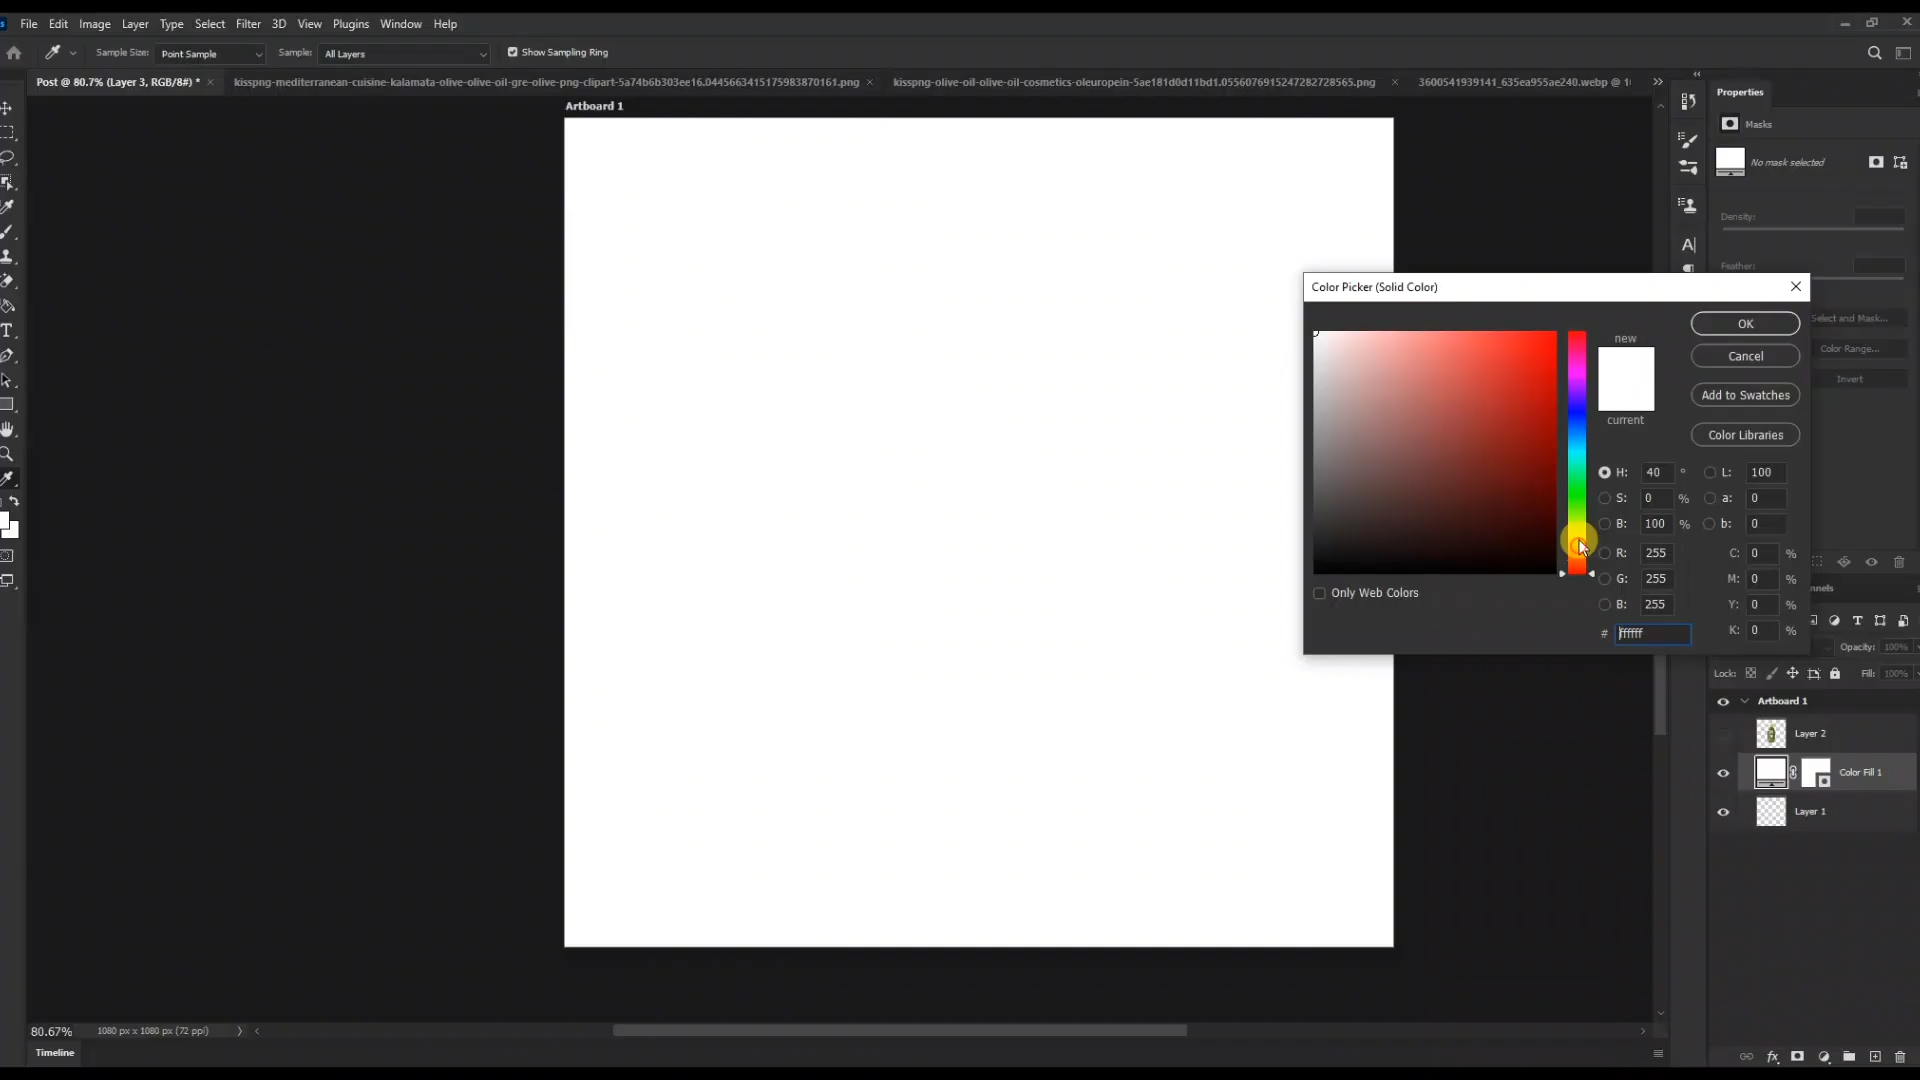 File Edit Image Layer Type Select Filter 3D View Plugins Window Help
Sample Size: Point Sample Sample: All Layers Show Sampling Ring
Post @ 80.7% (Layer 3, RGB/8#) * kisspng-mediterranean-cuisine-kalamata-olive-olive-oil-gre-olive-png-clipart-5a74b6b303ee16.0445663415175983870161.png kisspng-olive-oil-olive-oil-cosmetics-oleuropein-5ae181d0d11bd1.0556076915247282728565.png 3600541939141_635ea955ae240.webp @ 1
Artboard 1
Properties
Masks
No mask selected
Density:
Feather:
Select and Mask...
Color Range...
Invert
Color Picker (Solid Color)
new
current
OK
Cancel
Add to Swatches
Color Libraries
H: 40 ° L: 100
S: 0 % a: 0
B: 100 % b: 0
R: 255 C: 0 %
G: 255 M: 0 %
B: 255 Y: 0 %
# ffffff K: 0 %
Only Web Colors
Opacity: 100%
Lock: Fill: 100%
Artboard 1
Layer 2
Color Fill 1
Layer 1
80.67% 1080 px x 1080 px (72 ppi)
Timeline